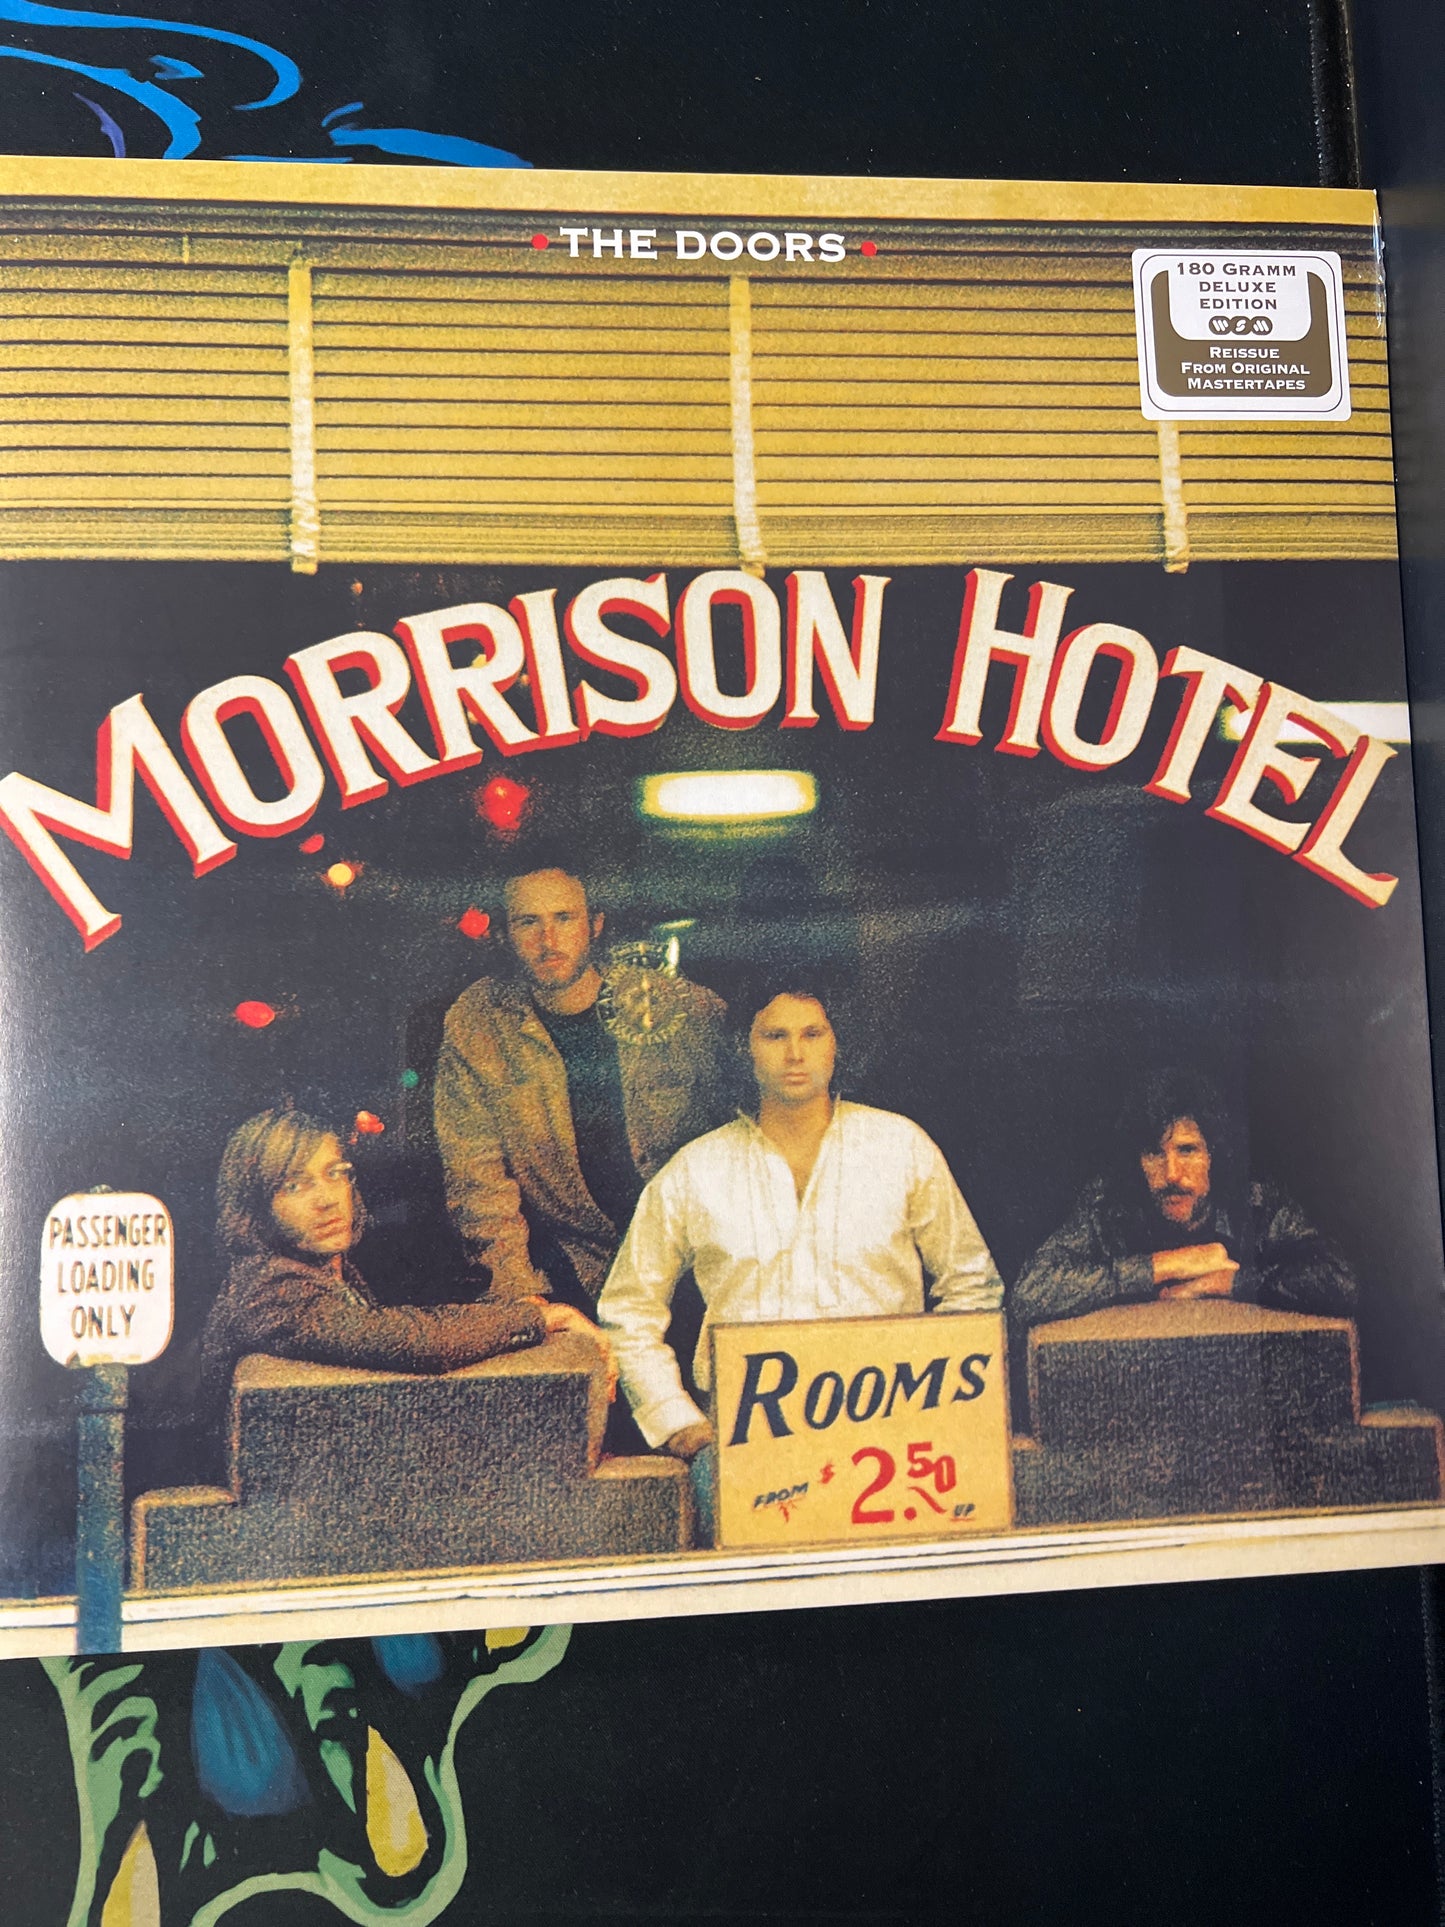 • THE DOORS •
180 GRAMM
DELUXE
EDITION
WSM
REISSUE
FROM ORIGINAL
MASTERTAPES
MORRISON HOTEL
PASSENGER
LOADING
ONLY
ROOMS
FROM $2.50 UP